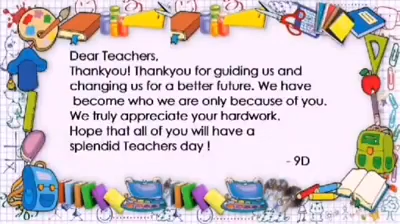 Dear Teachers,
Thankyou! Thankyou for guiding us and
changing us for a better future. We have
become who we are only because of you.
We truly appreciate your hardwork.
Hope that all of you will have a
splendid Teachers day !
- 9D